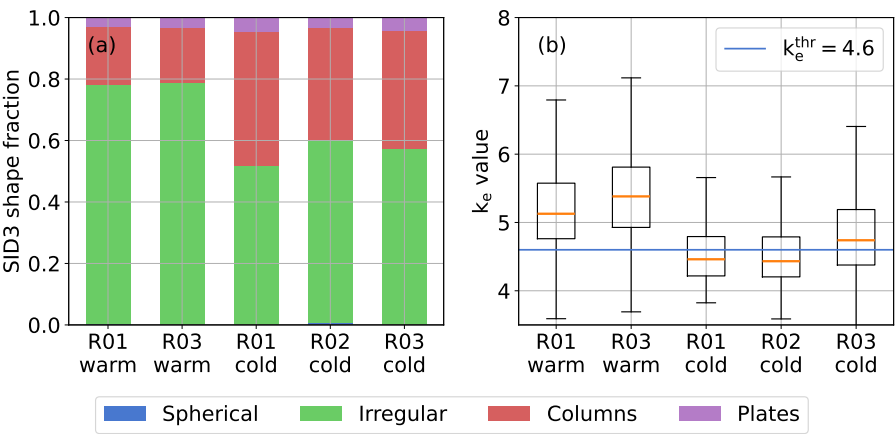 (a)
SID3 shape fraction
1.0
0.8
0.6
0.4
0.2
0.0
R01 warm
R03 warm
R01 cold
R02 cold
R03 cold
(b)
k_e^thr = 4.6
k_e value
8
7
6
5
4
R01 warm
R03 warm
R01 cold
R02 cold
R03 cold
Spherical Irregular Columns Plates